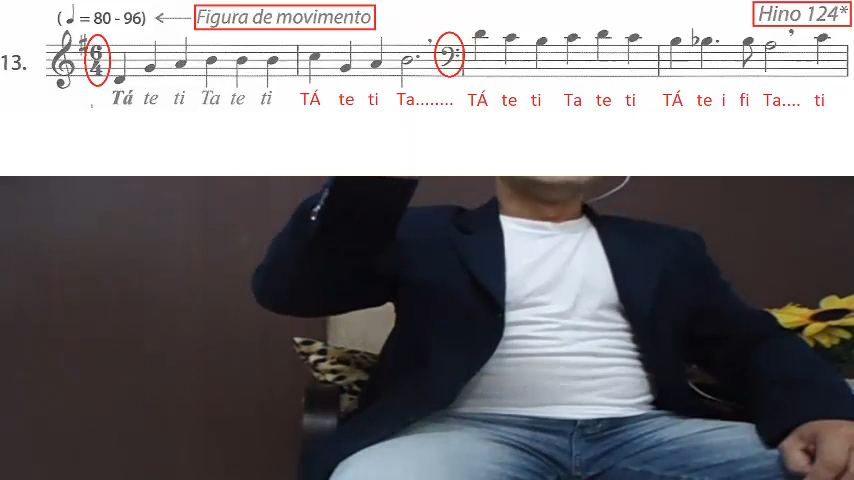 (♩ = 80 - 96) Figura de movimento Hino 124*
13. 6 4
Tá te ti Ta te ti TÁ te ti Ta........ TÁ te ti Ta te ti TÁ te i fi Ta.... ti